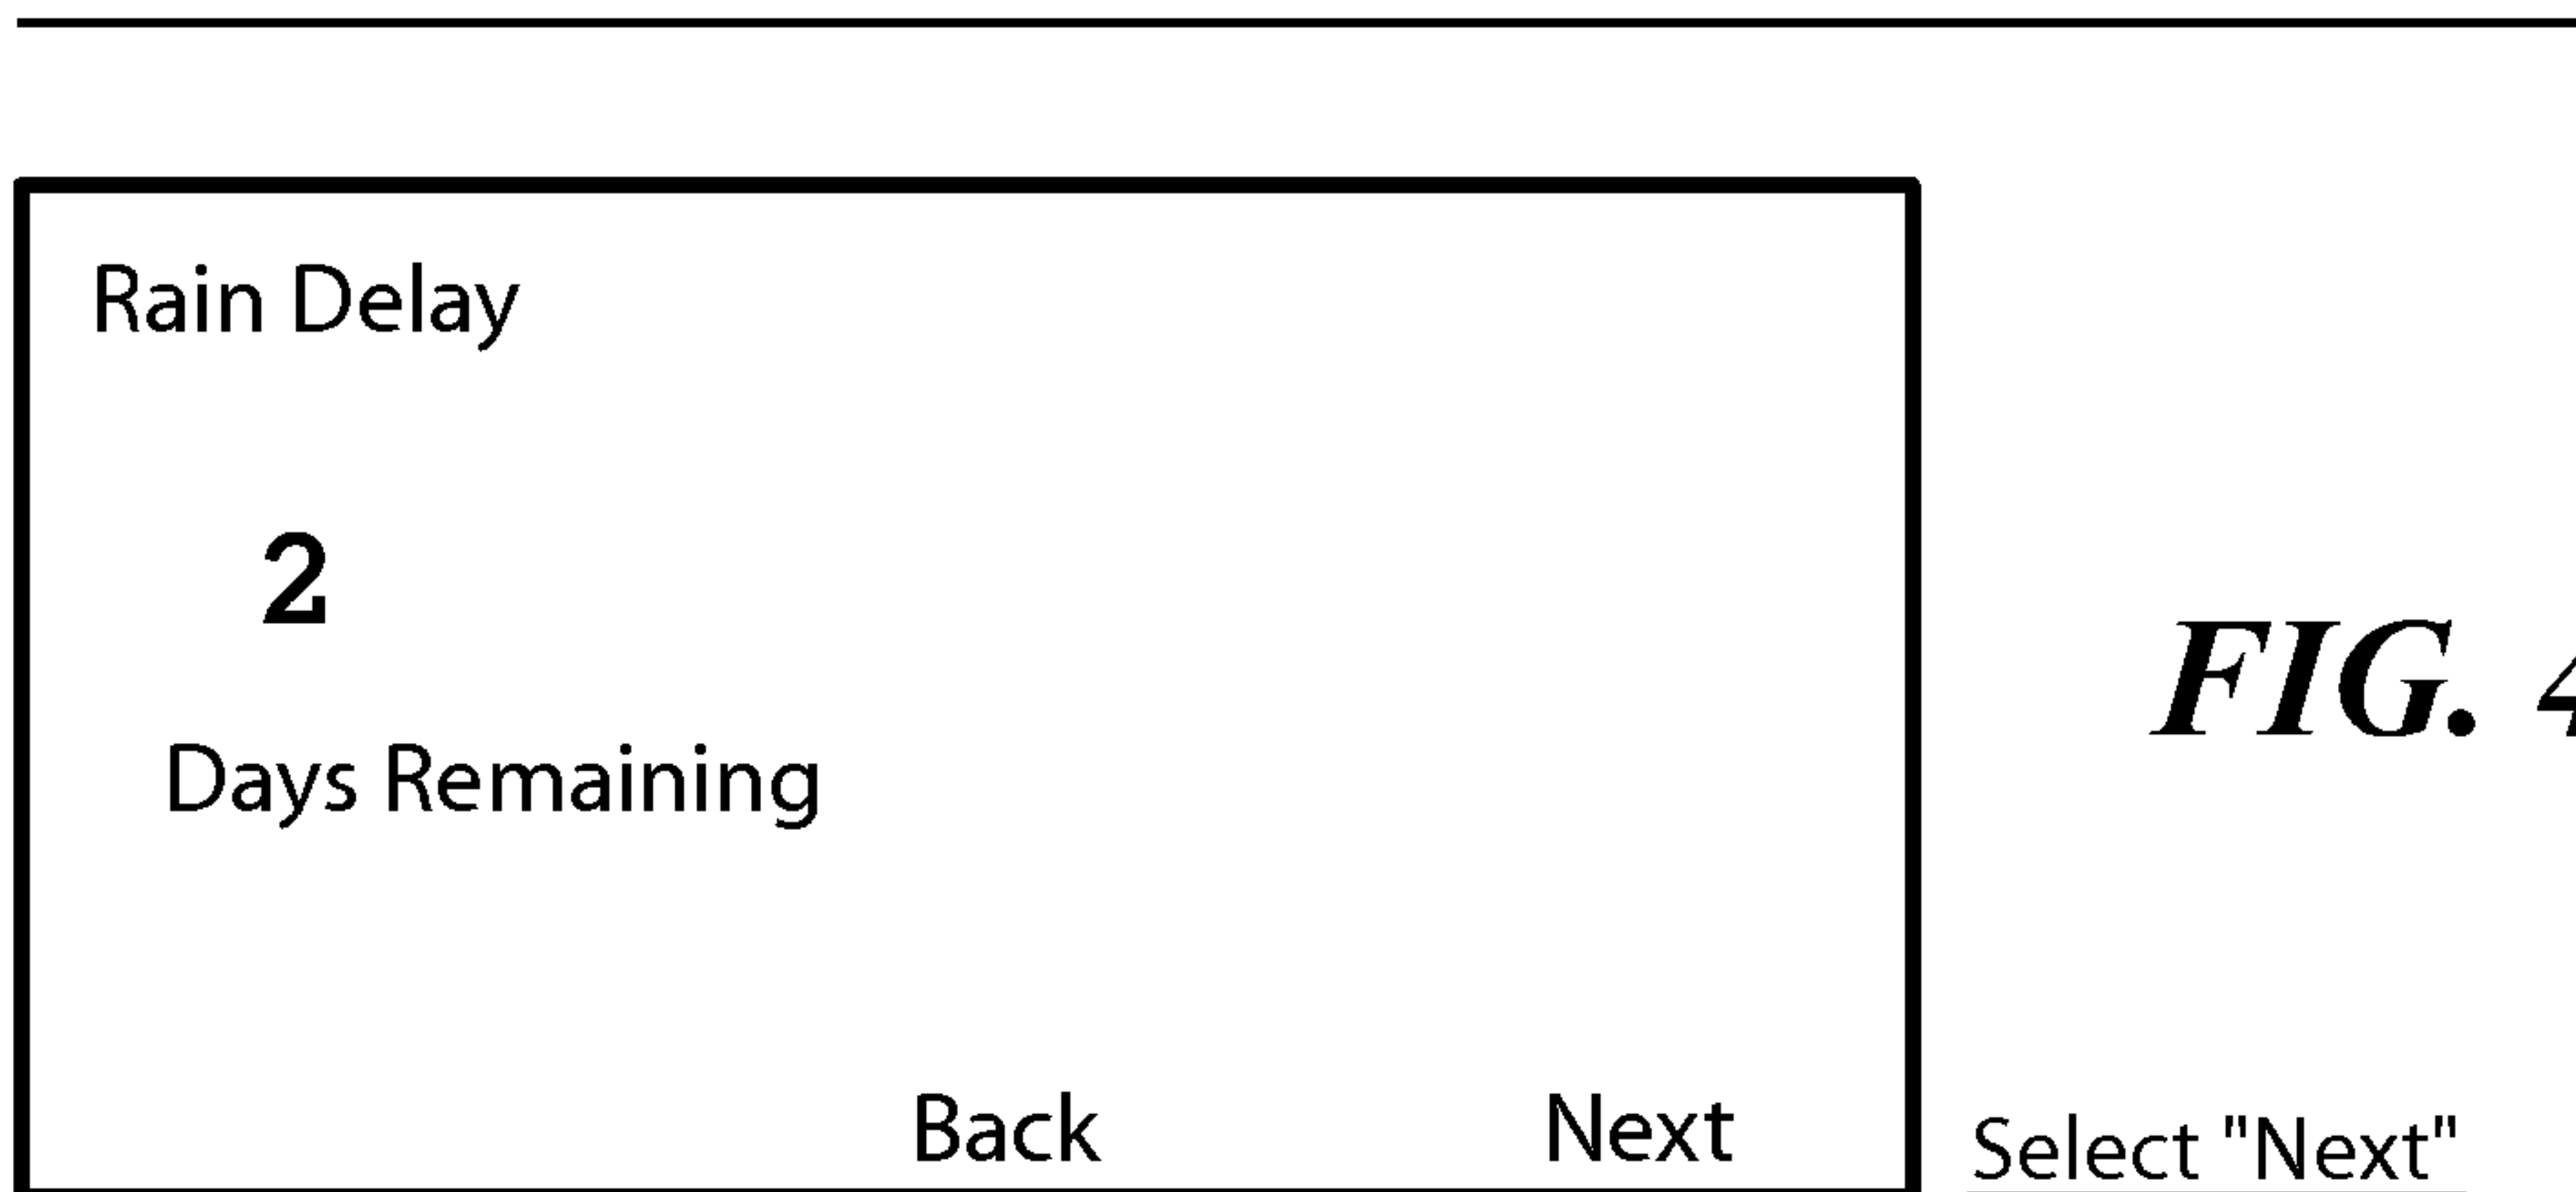 Rain Delay
2
Days Remaining
FIG. 
Back Next
Select "Next"